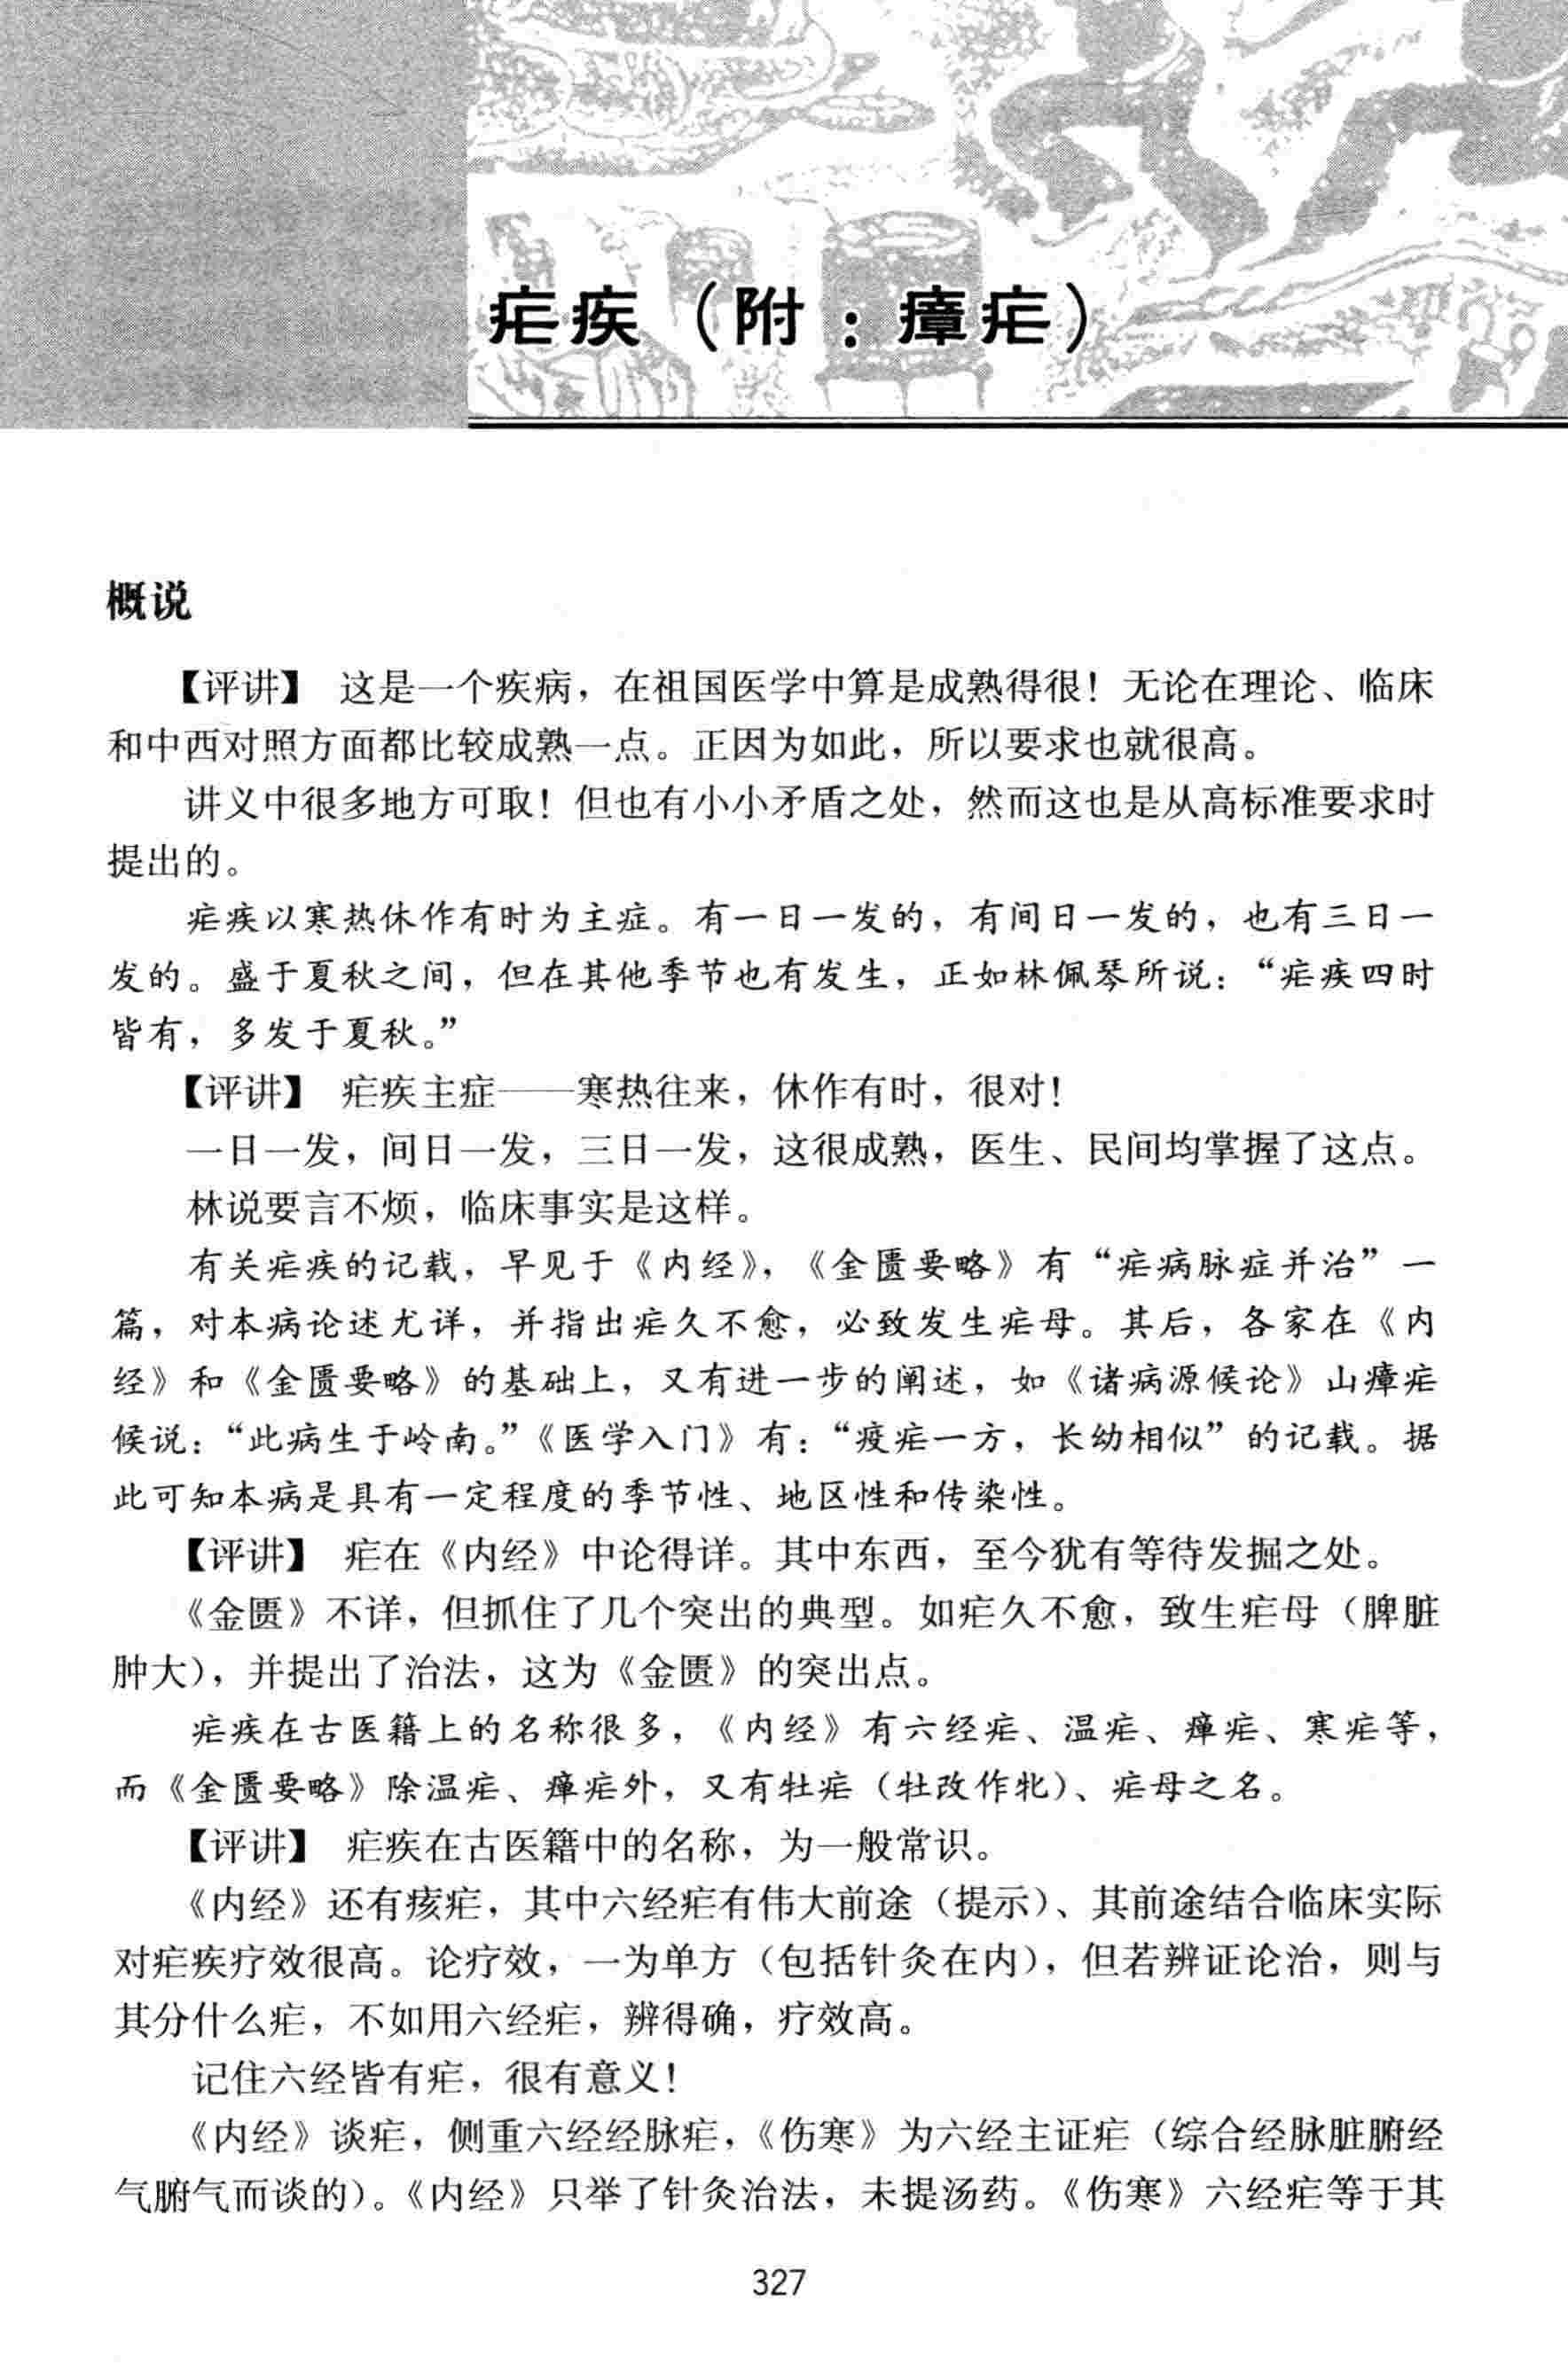 疟疾（附：瘴疟）
概说
【评讲】 这是一个疾病，在祖国医学中算是成熟得很！无论在理论、临床
和中西对照方面都比较成熟一点。正因为如此，所以要求也就很高。
讲义中很多地方可取！但也有小小矛盾之处，然而这也是从高标准要求时
提出的。
疟疾以寒热休作有时为主症。有一日一发的，有间日一发的，也有三日一
发的。盛于夏秋之间，但在其他季节也有发生，正如林佩琴所说：“疟疾四时
皆有，多发于夏秋。”
【评讲】 疟疾主症——寒热往来，休作有时，很对！
一日一发，间日一发，三日一发，这很成熟，医生、民间均掌握了这点。
林说要言不烦，临床事实是这样。
有关疟疾的记载，早见于《内经》，《金匮要略》有“疟病脉症并治”一
篇，对本病论述尤详，并指出疟久不愈，必致发生疟母。其后，各家在《内
经》和《金匮要略》的基础上，又有进一步的阐述，如《诸病源候论》山瘴疟
候说：“此病生于岭南。”《医学入门》有：“疫疟一方，长幼相似”的记载。据
此可知本病是具有一定程度的季节性、地区性和传染性。
【评讲】 疟在《内经》中论得详。其中东西，至今犹有等待发掘之处。
《金匮》不详，但抓住了几个突出的典型。如疟久不愈，致生疟母（脾脏
肿大），并提出了治法，这为《金匮》的突出点。
疟疾在古医籍上的名称很多，《内经》有六经疟、温疟、瘅疟、寒疟等，
而《金匮要略》除温疟、瘅疟外，又有牡疟（牡改作牝）、疟母之名。
【评讲】 疟疾在古医籍中的名称，为一般常识。
《内经》还有痎疟，其中六经疟有伟大前途（提示）、其前途结合临床实际
对疟疾疗效很高。论疗效，一为单方（包括针灸在内），但若辨证论治，则与
其分什么疟，不如用六经疟，辨得确，疗效高。
记住六经皆有疟，很有意义！
《内经》谈疟，侧重六经经脉疟，《伤寒》为六经主证疟（综合经脉脏腑经
气腑气而谈的）。《内经》只举了针灸治法，未提汤药。《伤寒》六经疟等于其
327